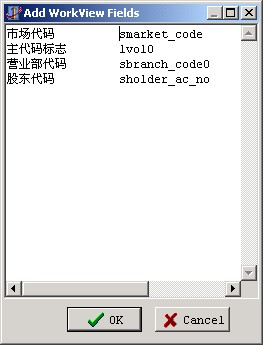 Add WorkView Fields
市场代码 smarket_code
主代码标志 lvol0
营业部代码 sbranch_code0
股东代码 sholder_ac_no
OK Cancel